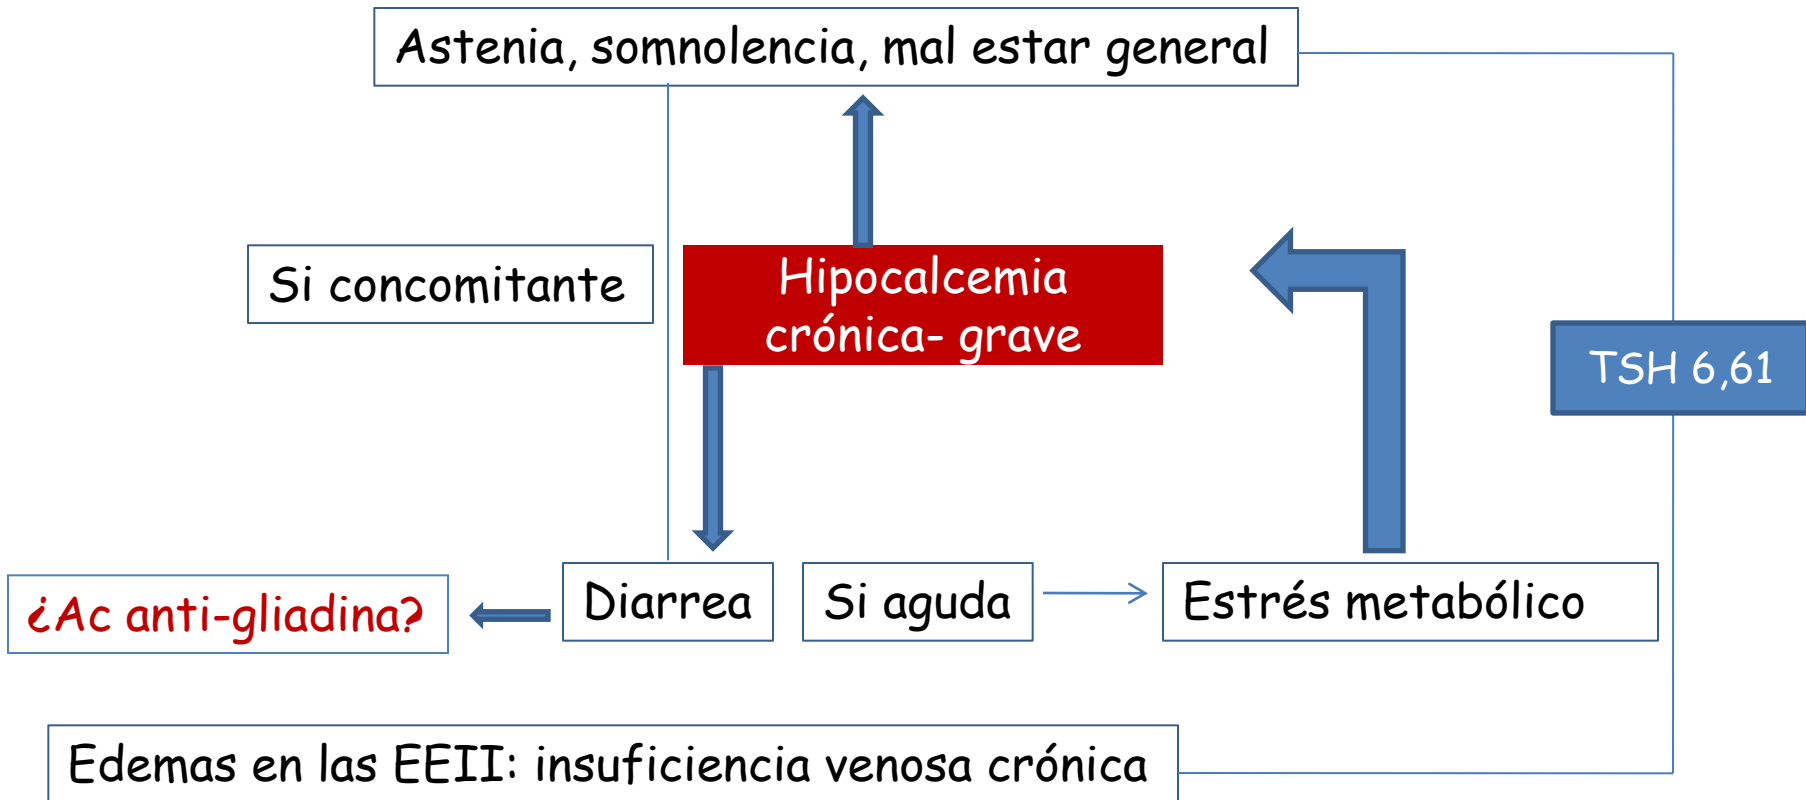 Astenia, somnolencia, mal estar general
Si concomitante
Hipocalcemia
crónica- grave
TSH 6,61
¿Ac anti-gliadina?
Diarrea
Si aguda
Estrés metabólico
Edemas en las EEII: insuficiencia venosa crónica